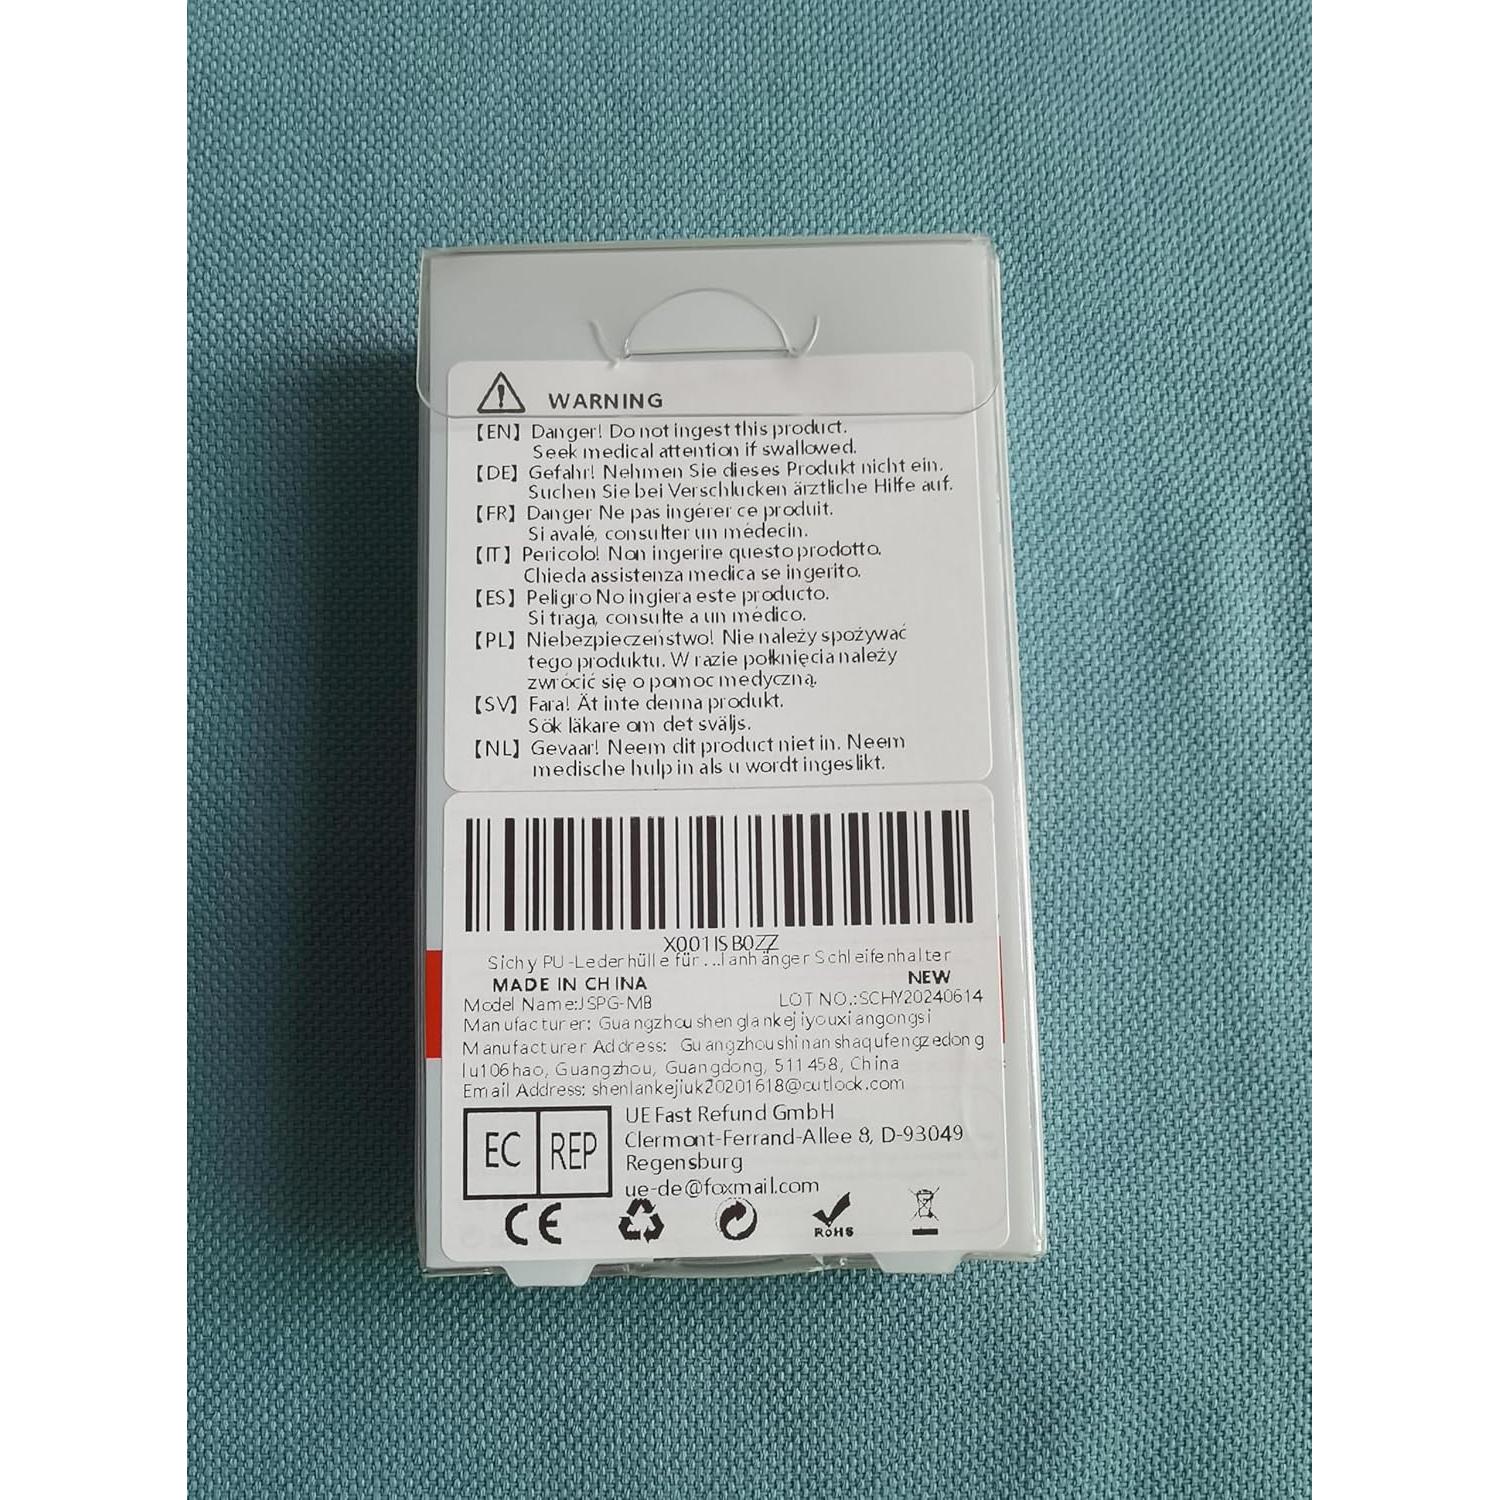 WARNING
【EN】 Danger! Do not ingest this product.
Seek medical attention if swallowed.
【DE】 Gefahr! Nehmen Sie dieses Produkt nicht ein.
Suchen Sie bei Verschlucken ärztliche Hilfe auf.
【FR】 Danger Ne pas ingérer ce produit.
Si avalé, consulter un médecin.
【IT】 Pericolo! Non ingerire questo prodotto.
Chieda assistenza medica se ingerito.
【ES】 Peligro No ingiera este producto.
Si traga, consulte a un médico.
【PL】 Niebezpieczeństwo! Nie należy spożywać
tego produktu. W razie połknięcia należy
zwrócić się o pomoc medyczną.
【SV】 Fara! Ät inte denna produkt.
Sök läkare om det sväljs.
【NL】 Gevaar! Neem dit product niet in. Neem
medische hulp in als u wordt ingeslikt.
X001ISB0ZZ
Sichy PU-Lederhülle für ...lanhänger Schleifenhalter
MADE IN CHINA NEW
Model Name:JSPG-MB LOT NO.:SCHY20240614
Manufacturer: Guangzhoushenglankejiyouxiangongsi
Manufacturer Address: Guangzhoushinanshaqufengzedong
lu106hao, Guangzhou, Guangdong, 511458, China
Email Address: shenlankejiuk20201618@outlook.com
EC REP
UE Fast Refund GmbH
Clermont-Ferrand-Allee 8, D-93049
Regensburg
ue-de@foxmail.com
CE
RoHS